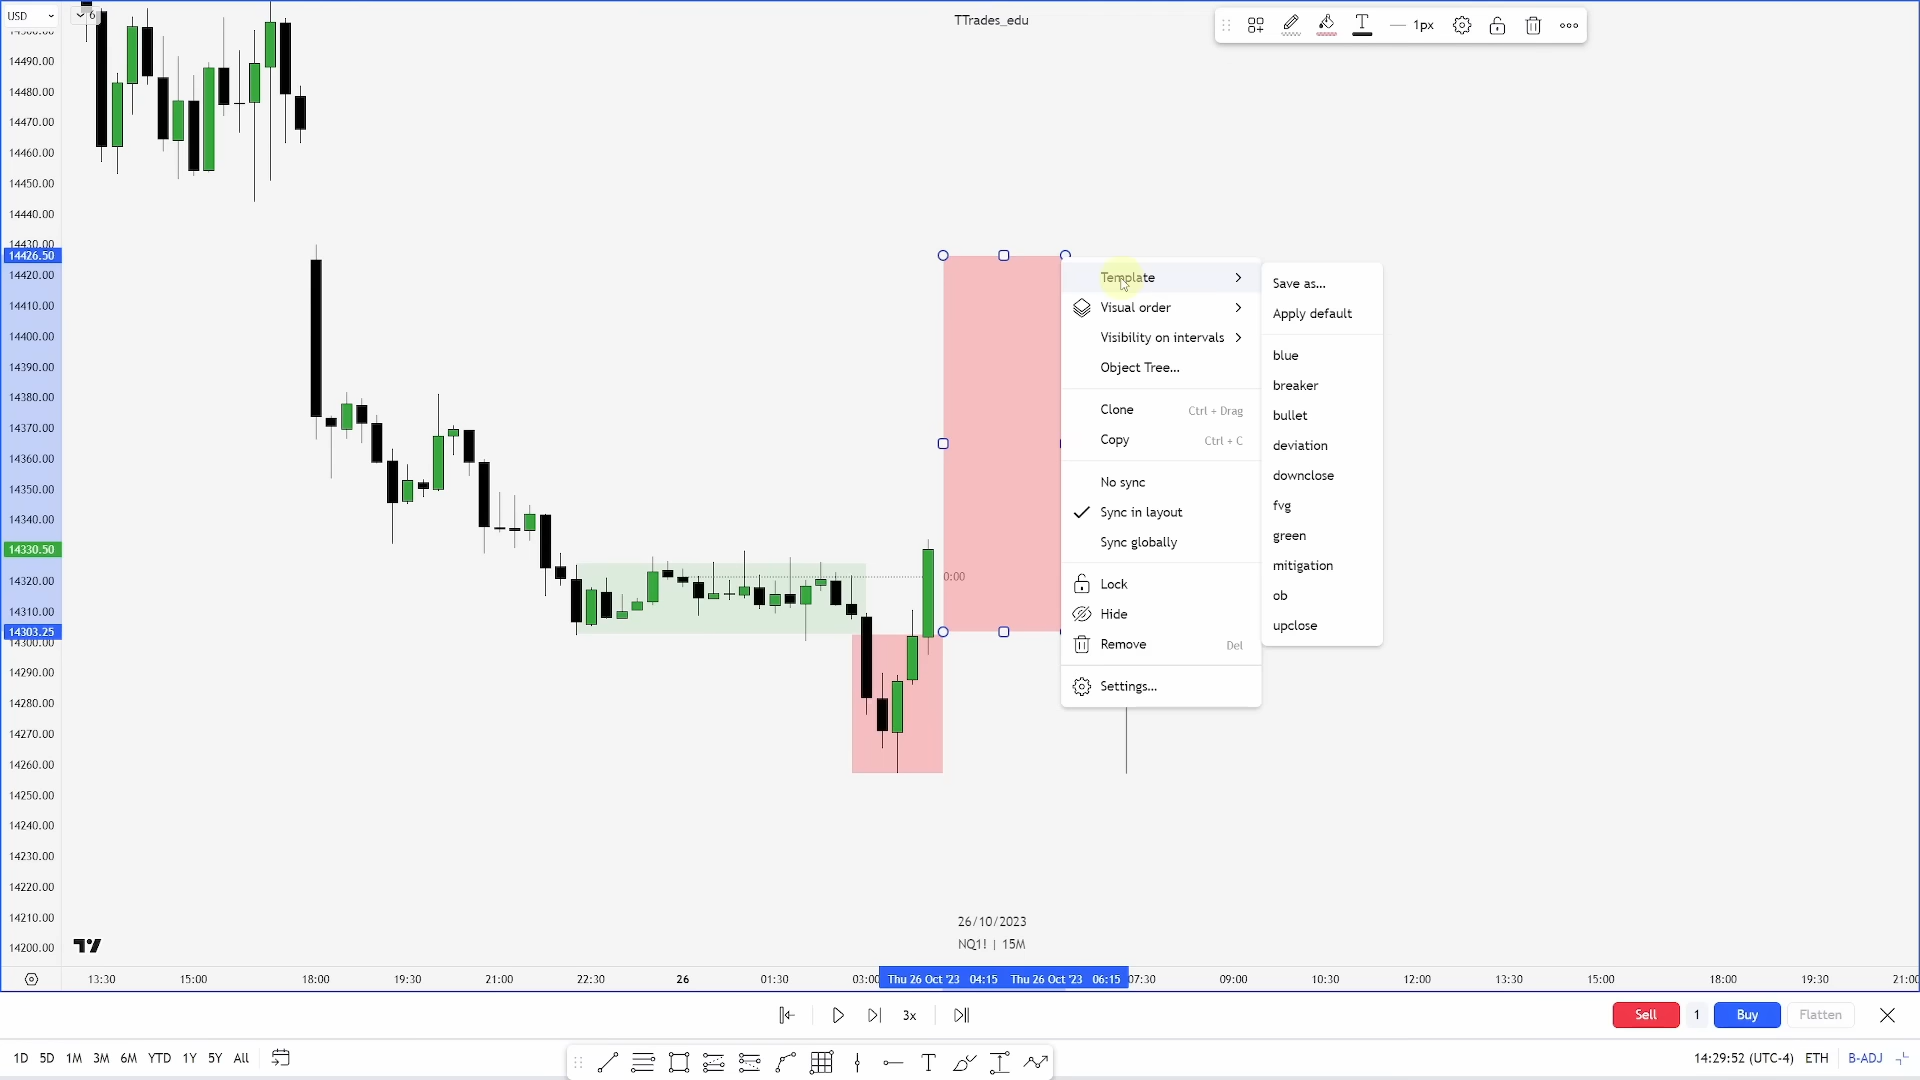 USD
6
TTrades_edu
1px
14490.00
14480.00
14470.00
14460.00
14450.00
14440.00
14430.00
14426.50
14420.00
14410.00
14400.00
14390.00
14380.00
14370.00
14360.00
14350.00
14340.00
14330.50
14320.00
14310.00
14303.25
14300.00
14290.00
14280.00
14270.00
14260.00
14250.00
14240.00
14230.00
14220.00
14210.00
14200.00
0:00
Template
Visual order
Visibility on intervals
Object Tree...
Clone Ctrl + Drag
Copy Ctrl + C
No sync
Sync in layout
Sync globally
Lock
Hide
Remove Del
Settings...
Save as...
Apply default
blue
breaker
bullet
deviation
downclose
fvg
green
mitigation
ob
upclose
26/10/2023
NQ1! | 15M
13:30 15:00 18:00 19:30 21:00 22:30 26 01:30 03:00 Thu 26 Oct '23 04:15 Thu 26 Oct '23 06:15 07:30 09:00 10:30 12:00 13:30 15:00 18:00 19:30 21:00
3x
Sell 1 Buy Flatten
1D 5D 1M 3M 6M YTD 1Y 5Y All
14:29:52 (UTC-4) ETH B-ADJ